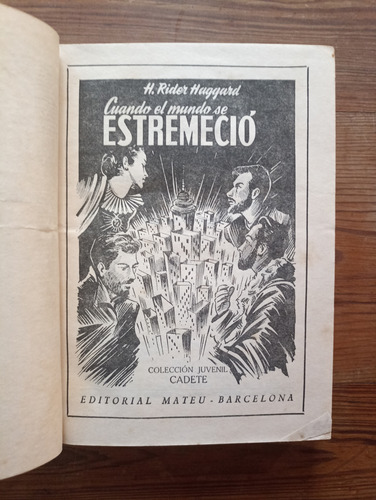 H. Rider Haggard
Cuando el mundo se
ESTREMECIÓ
COLECCIÓN JUVENIL
CADETE
EDITORIAL MATEU - BARCELONA